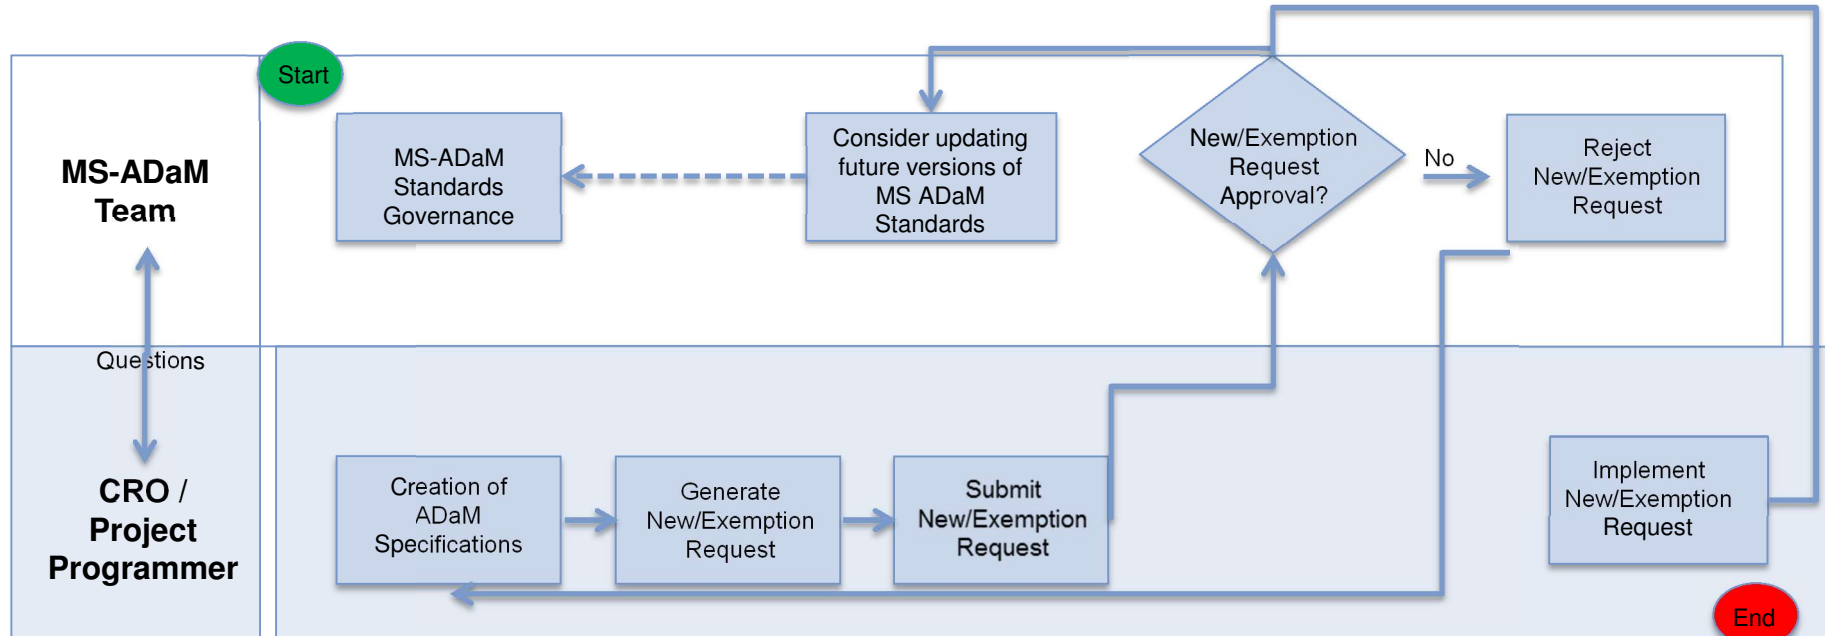 Start
MS-ADaM
Team
MS-ADaM
Standards
Governance
Consider updating
future versions of
MS ADaM
Standards
New/Exemption
Request
Approval?
No
Reject
New/Exemption
Request
Questions
CRO /
Project
Programmer
Creation of
ADaM
Specifications
Generate
New/Exemption
Request
Submit
New/Exemption
Request
Implement
New/Exemption
Request
End